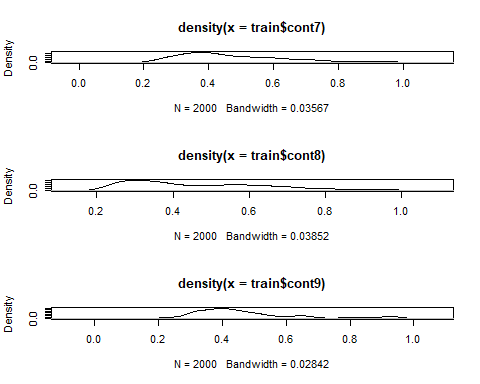 density(x = train$cont7)
Density
0.0
0.0 0.2 0.4 0.6 0.8 1.0
N = 2000 Bandwidth = 0.03567
density(x = train$cont8)
Density
0.0
0.2 0.4 0.6 0.8 1.0
N = 2000 Bandwidth = 0.03852
density(x = train$cont9)
Density
0.0
0.0 0.2 0.4 0.6 0.8 1.0
N = 2000 Bandwidth = 0.02842